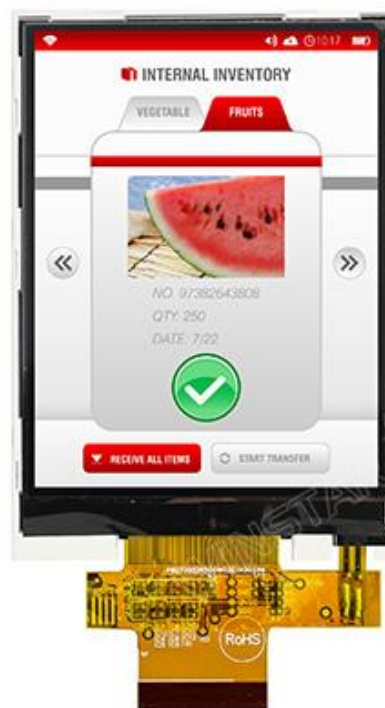 10:17
INTERNAL INVENTORY
VEGETABLE
FRUITS
NO. 97382643808
QTY: 250
DATE: 7/22
RECEIVE ALL ITEMS
START TRANSFER
RoHS